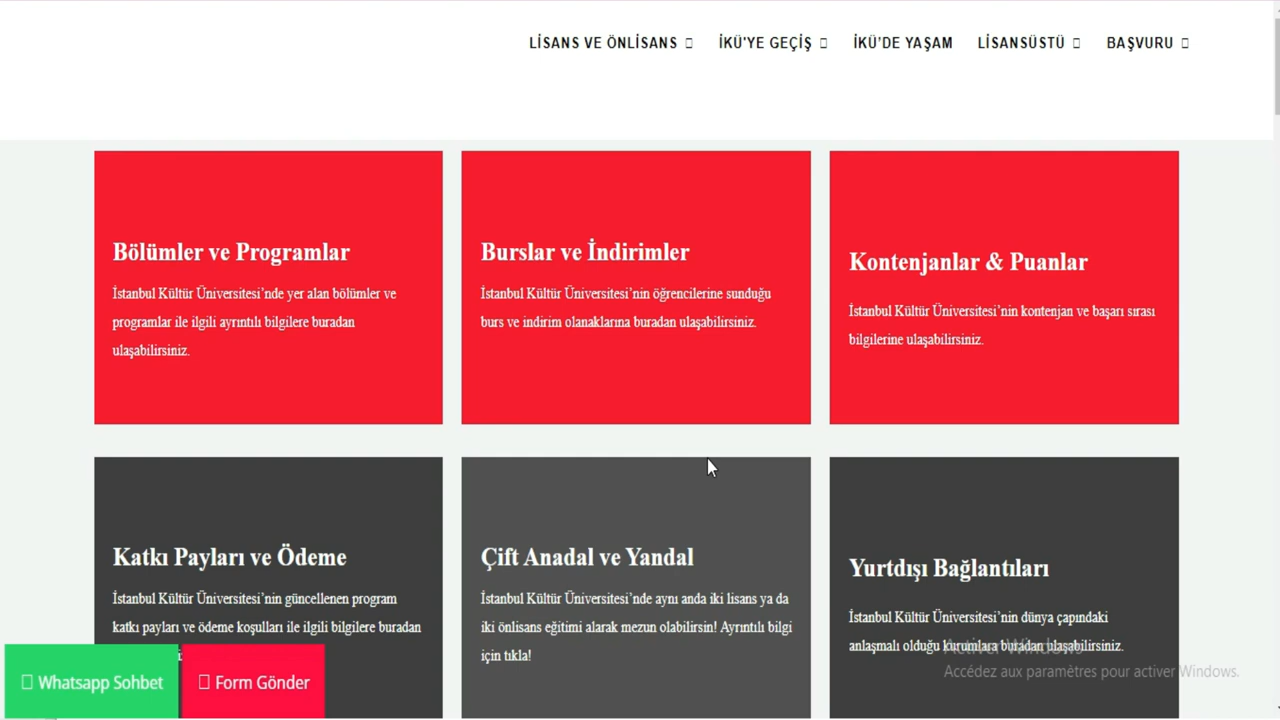 LİSANS VE ÖNLİSANS İKÜ'YE GEÇİŞ İKÜ'DE YAŞAM LİSANSÜSTÜ BAŞVURU
Bölümler ve Programlar
İstanbul Kültür Üniversitesi'nde yer alan bölümler ve
programlar ile ilgili ayrıntılı bilgilere buradan
ulaşabilirsiniz.
Burslar ve İndirimler
İstanbul Kültür Üniversitesi'nin öğrencilerine sunduğu
burs ve indirim olanaklarına buradan ulaşabilirsiniz.
Kontenjanlar & Puanlar
İstanbul Kültür Üniversitesi'nin kontenjan ve başarı sırası
bilgilerine ulaşabilirsiniz.
Katkı Payları ve Ödeme
İstanbul Kültür Üniversitesi'nin güncellenen program
katkı payları ve ödeme koşulları ile ilgili bilgilere buradan
Çift Anadal ve Yandal
İstanbul Kültür Üniversitesi'nde aynı anda iki lisans ya da
iki önlisans eğitimi alarak mezun olabilirsin! Ayrıntılı bilgi
için tıkla!
Yurtdışı Bağlantıları
İstanbul Kültür Üniversitesi'nin dünya çapındaki
anlaşmalı olduğu kurumlara buradan ulaşabilirsiniz.
Activer Windows
Accédez aux paramètres pour activer Windows.
Whatsapp Sohbet
Form Gönder